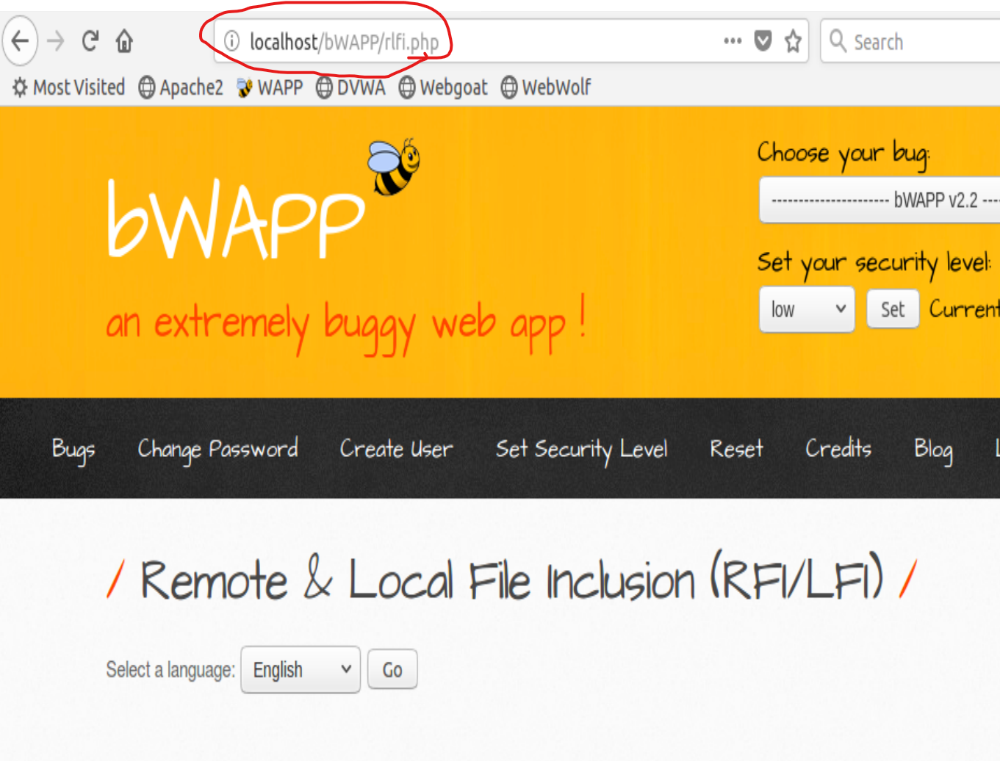 localhost/bWAPP/rlfi.php
Search
Most Visited Apache2 WAPP DVWA Webgoat WebWolf
bWAPP
an extremely buggy web app !
Choose your bug:
---------------------- bWAPP v2.2 ----
Set your security level:
low Set Current
Bugs Change Password Create User Set Security Level Reset Credits Blog L
/ Remote & Local File Inclusion (RFI/LFI) /
Select a language: English Go